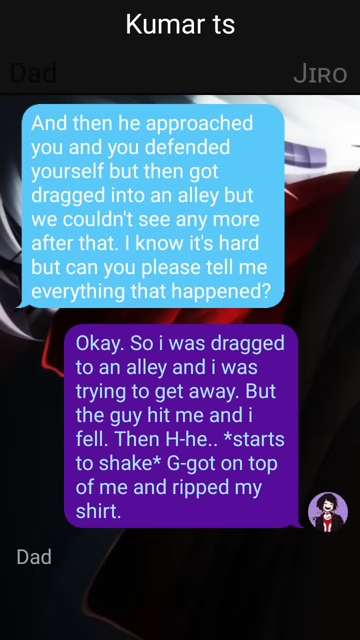 Kumar ts
Dad JIRO
And then he approached
you and you defended
yourself but then got
dragged into an alley but
we couldn't see any more
after that. I know it's hard
but can you please tell me
everything that happened?
Okay. So i was dragged
to an alley and i was
trying to get away. But
the guy hit me and i
fell. Then H-he.. *starts
to shake* G-got on top
of me and ripped my
shirt.
Dad